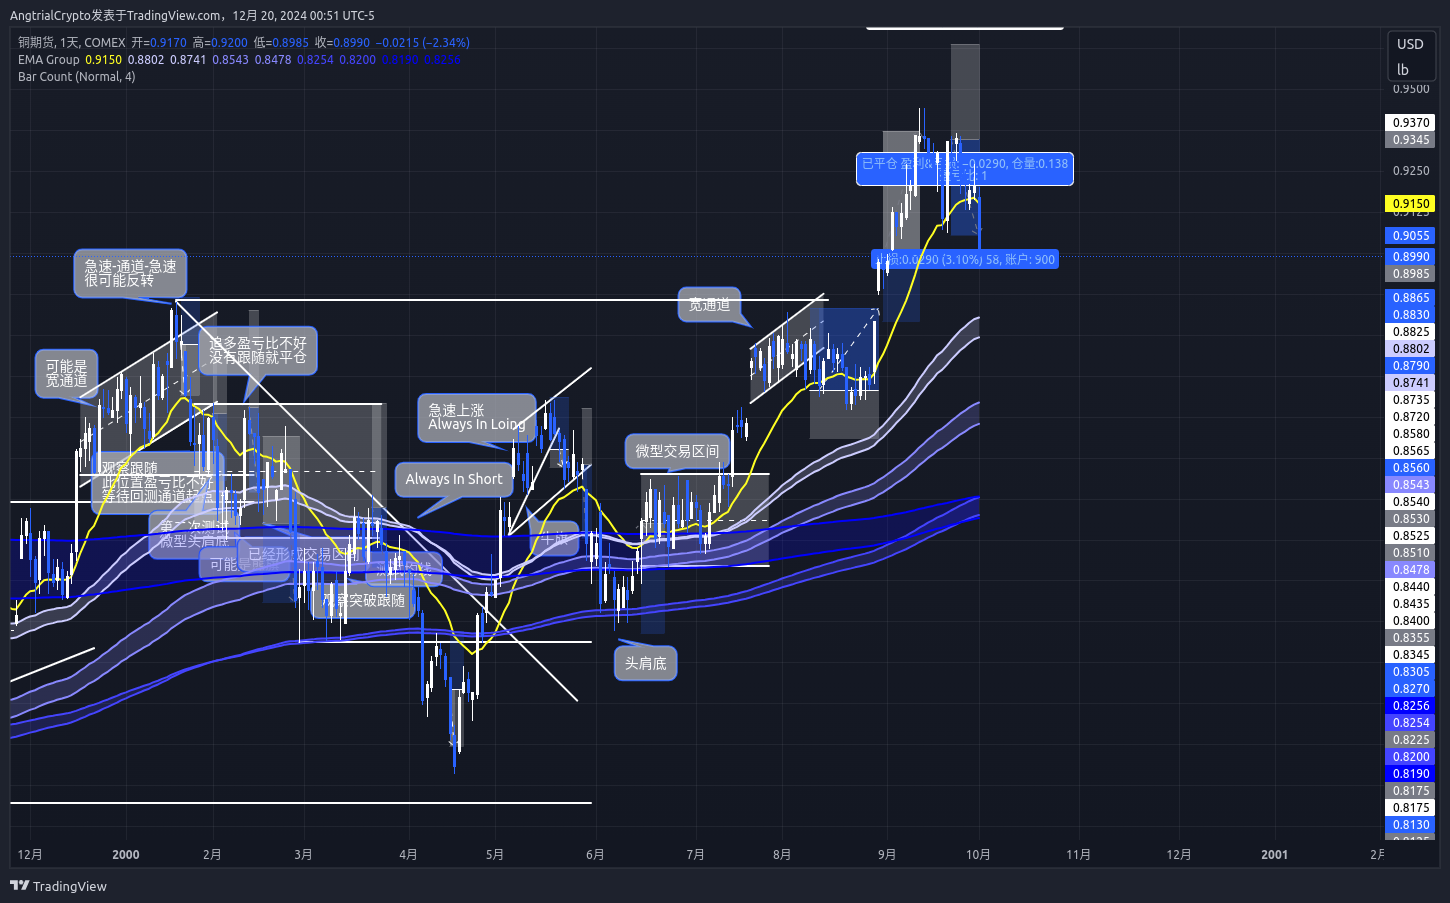 AngtrialCrypto发表于TradingView.com，12月 20, 2024 00:51 UTC-5
铜期货, 1天, COMEX 开=0.9170 高=0.9200 低=0.8985 收=0.8990 −0.0215 (−2.34%)
EMA Group 0.9150 0.8802 0.8741 0.8543 0.8478 0.8254 0.8200 0.8190 0.8256
Bar Count (Normal, 4)
USD
lb
0.9500
0.9370
0.9345
0.9250
0.9150
0.9125
0.9055
0.8990
0.8985
0.8865
0.8830
0.8825
0.8802
0.8790
0.8741
0.8735
0.8720
0.8580
0.8565
0.8560
0.8543
0.8540
0.8530
0.8525
0.8510
0.8478
0.8440
0.8435
0.8400
0.8355
0.8345
0.8305
0.8270
0.8256
0.8254
0.8225
0.8200
0.8190
0.8175
0.8175
0.8130
已平仓 盈利& −0.0290, 仓量:0.138
1
损:0.0290 (3.10%) 58, 账户: 900
急速-通道-急速
很可能反转
可能是
宽通道
追多盈亏比不好
没有跟随就平仓
观察跟随
此位置盈亏比不好
等待回测通道
第二次测试
微型头肩底
可能是
已经形成交易区间
观察突破跟随
Always In Short
急速上涨
Always In Loing
牛旗
头肩底
微型交易区间
宽通道
12月 2000 2月 3月 4月 5月 6月 7月 8月 9月 10月 11月 12月 2001
TradingView